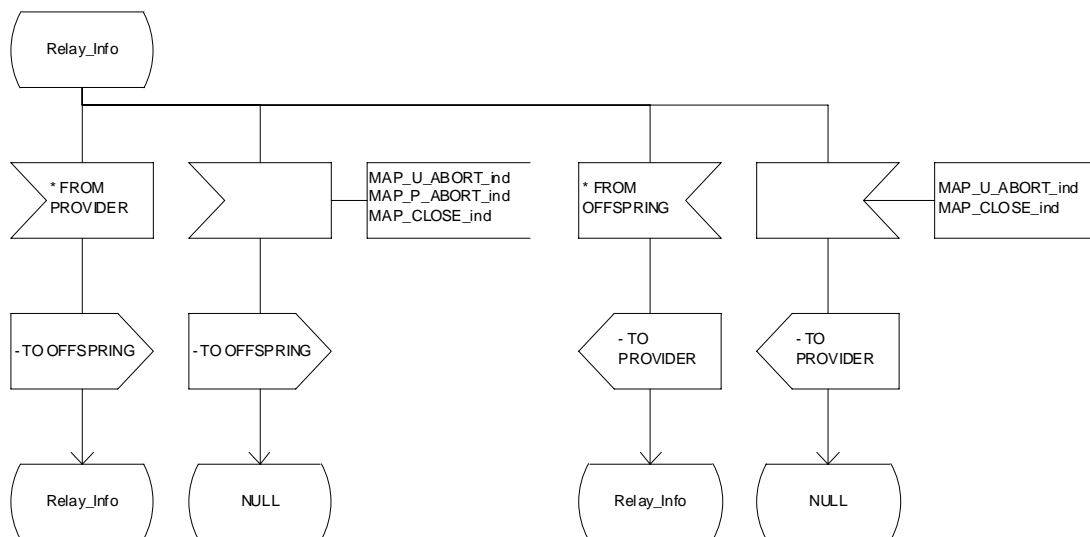 Relay_Info
* FROM
PROVIDER
MAP_U_ABORT_ind
MAP_P_ABORT_ind
MAP_CLOSE_ind
* FROM
OFFSPRING
MAP_U_ABORT_ind
MAP_CLOSE_ind
- TO OFFSPRING
- TO OFFSPRING
- TO
PROVIDER
- TO
PROVIDER
Relay_Info
NULL
Relay_Info
NULL